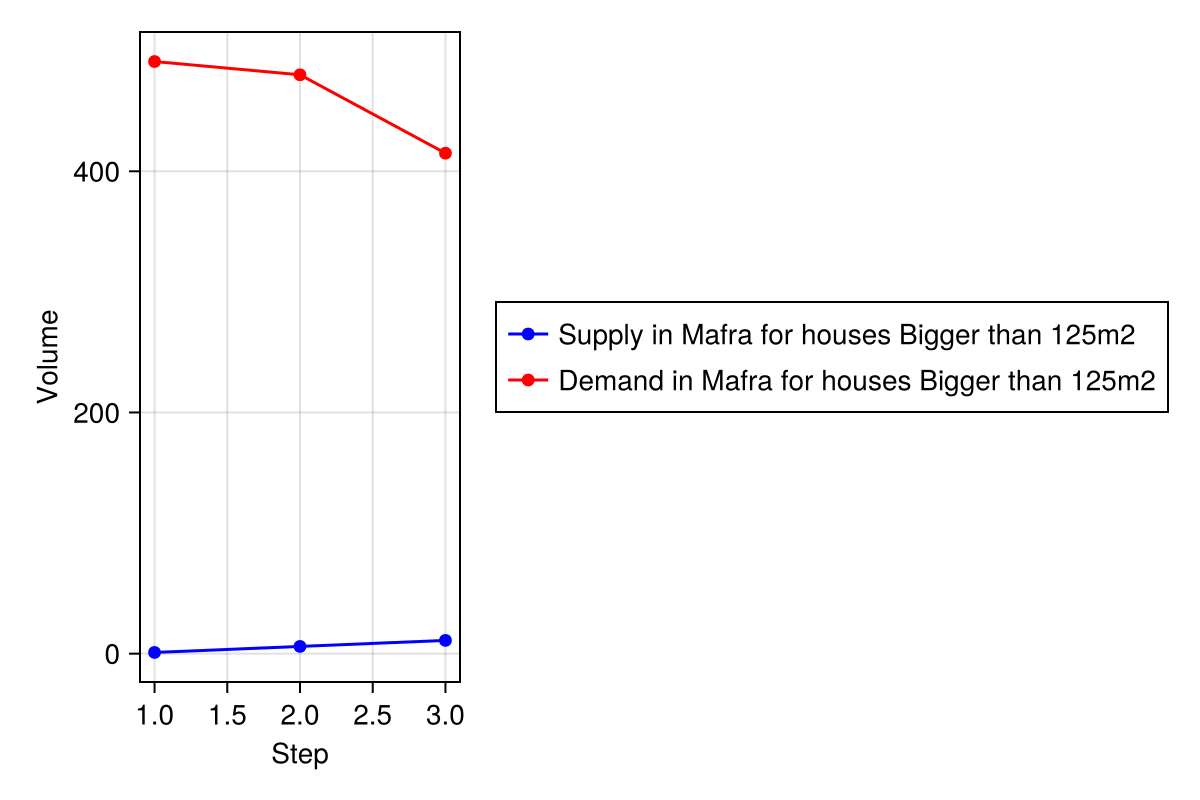 400
200
0
Volume
1.0 1.5 2.0 2.5 3.0
Step
Supply in Mafra for houses Bigger than 125m2
Demand in Mafra for houses Bigger than 125m2